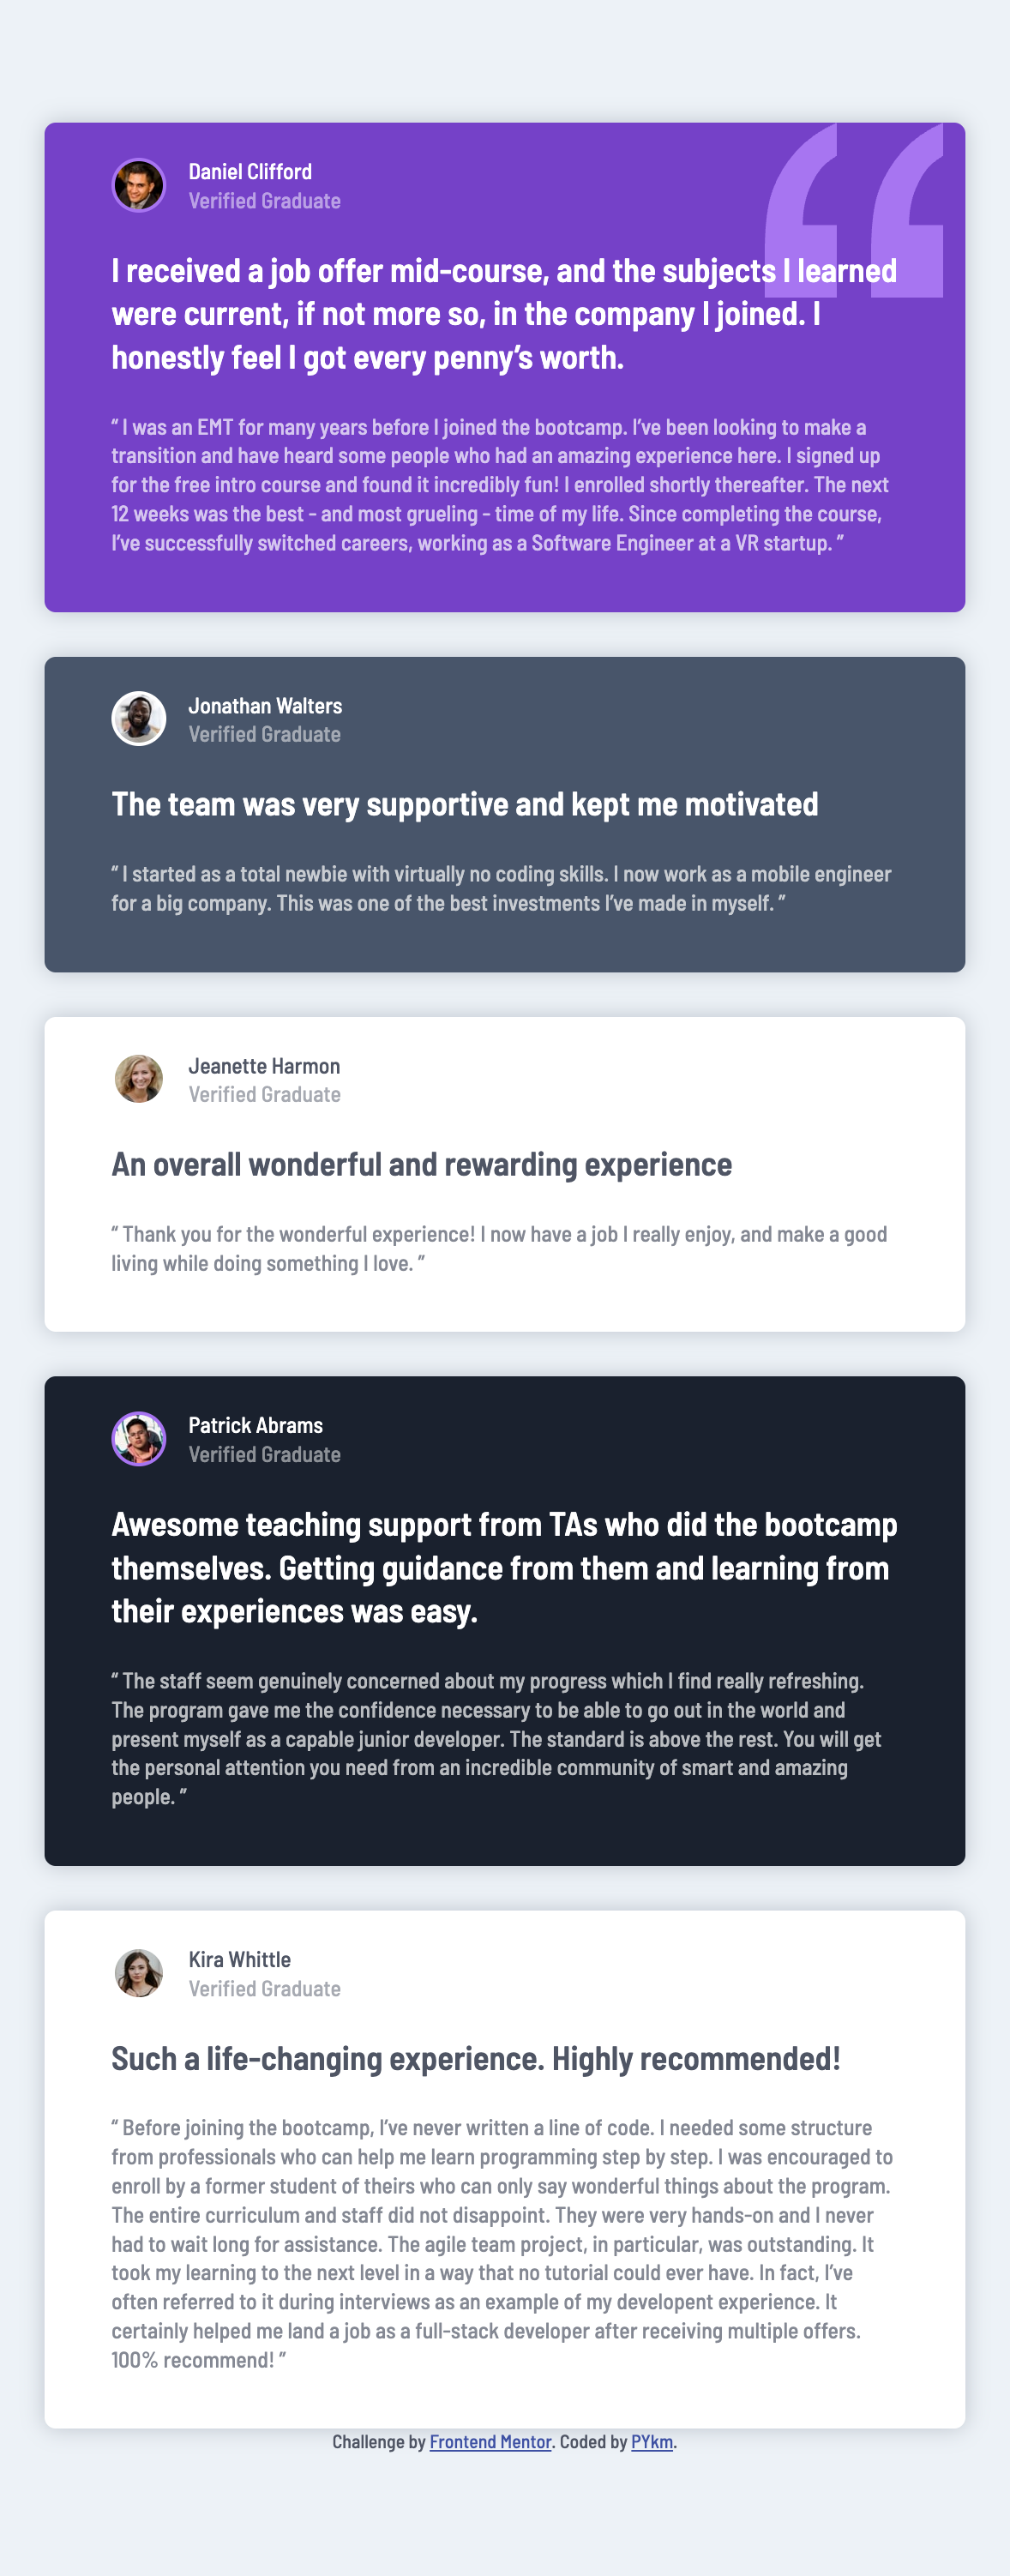 Daniel Clifford
Verified Graduate
I received a job offer mid-course, and the subjects I learned
were current, if not more so, in the company I joined. I
honestly feel I got every penny’s worth.
“ I was an EMT for many years before I joined the bootcamp. I’ve been looking to make a
transition and have heard some people who had an amazing experience here. I signed up
for the free intro course and found it incredibly fun! I enrolled shortly thereafter. The next
12 weeks was the best - and most grueling - time of my life. Since completing the course,
I’ve successfully switched careers, working as a Software Engineer at a VR startup. ”
Jonathan Walters
Verified Graduate
The team was very supportive and kept me motivated
“ I started as a total newbie with virtually no coding skills. I now work as a mobile engineer
for a big company. This was one of the best investments I’ve made in myself. ”
Jeanette Harmon
Verified Graduate
An overall wonderful and rewarding experience
“ Thank you for the wonderful experience! I now have a job I really enjoy, and make a good
living while doing something I love. ”
Patrick Abrams
Verified Graduate
Awesome teaching support from TAs who did the bootcamp
themselves. Getting guidance from them and learning from
their experiences was easy.
“ The staff seem genuinely concerned about my progress which I find really refreshing.
The program gave me the confidence necessary to be able to go out in the world and
present myself as a capable junior developer. The standard is above the rest. You will get
the personal attention you need from an incredible community of smart and amazing
people. ”
Kira Whittle
Verified Graduate
Such a life-changing experience. Highly recommended!
“ Before joining the bootcamp, I’ve never written a line of code. I needed some structure
from professionals who can help me learn programming step by step. I was encouraged to
enroll by a former student of theirs who can only say wonderful things about the program.
The entire curriculum and staff did not disappoint. They were very hands-on and I never
had to wait long for assistance. The agile team project, in particular, was outstanding. It
took my learning to the next level in a way that no tutorial could ever have. In fact, I’ve
often referred to it during interviews as an example of my developent experience. It
certainly helped me land a job as a full-stack developer after receiving multiple offers.
100% recommend! ”
Challenge by Frontend Mentor. Coded by PYkm.